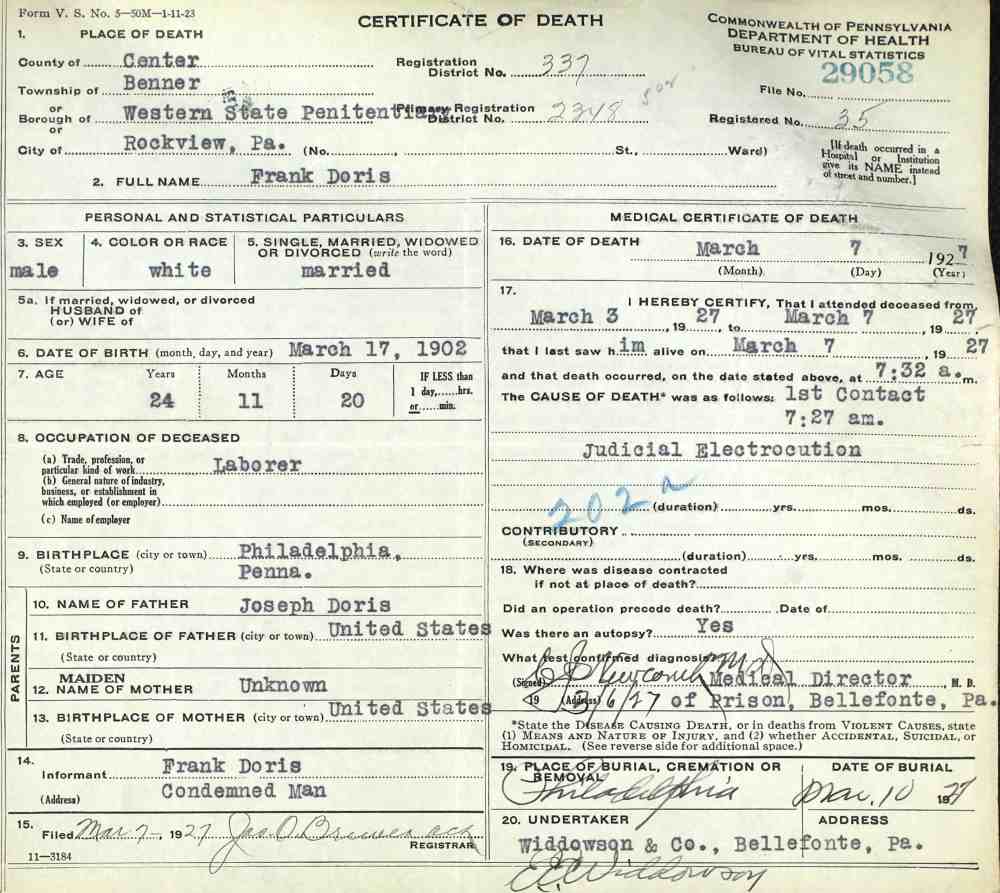 Form V. S. No. 5—50M—1-11-23
CERTIFICATE OF DEATH
COMMONWEALTH OF PENNSYLVANIA
DEPARTMENT OF HEALTH
BUREAU OF VITAL STATISTICS
1. PLACE OF DEATH
County of Center
Registration District No. 337
29058
File No.
Township of Benner
or
Borough of Western State Penitentiary
Primary Registration District No. 2348
Registered No. 35
or
City of Rockview, Pa. (No. , St., Ward)
[If death occurred in a
Hospital or Institution
give its NAME instead
of street and number.]
2. FULL NAME Frank Doris
PERSONAL AND STATISTICAL PARTICULARS
3. SEX
male
4. COLOR OR RACE
white
5. SINGLE, MARRIED, WIDOWED
OR DIVORCED (write the word)
married
5a. If married, widowed, or divorced
HUSBAND of
(or) WIFE of
6. DATE OF BIRTH (month, day, and year) March 17, 1902
7. AGE Years Months Days IF LESS than
1 day,......hrs.
or......min.
24 11 20
8. OCCUPATION OF DECEASED
(a) Trade, profession, or
particular kind of work Laborer
(b) General nature of industry,
business, or establishment in
which employed (or employer)
(c) Name of employer
9. BIRTHPLACE (city or town) Philadelphia,
(State or country) Penna.
PARENTS
10. NAME OF FATHER Joseph Doris
11. BIRTHPLACE OF FATHER (city or town) United States
(State or country)
12. MAIDEN NAME OF MOTHER Unknown
13. BIRTHPLACE OF MOTHER (city or town) United States
(State or country)
14. Informant Frank Doris
(Address) Condemned Man
15. Filed Mar 7, 1927 Jas. O. Brewer
REGISTRAR
11—3184
MEDICAL CERTIFICATE OF DEATH
16. DATE OF DEATH March 7 1927
(Month) (Day) (Year)
17. I HEREBY CERTIFY, That I attended deceased from
March 3, 1927, to March 7, 1927
that I last saw him alive on March 7, 1927
and that death occurred, on the date stated above, at 7:32 a.m.
The CAUSE OF DEATH* was as follows: 1st Contact
7:27 am.
Judicial Electrocution
202
(duration) yrs. mos. ds.
CONTRIBUTORY
(SECONDARY)
(duration) yrs. mos. ds.
18. Where was disease contracted
if not at place of death?
Did an operation precede death? Date of
Was there an autopsy? Yes
What test confirmed diagnosis?
(Signed) Medical Director, M. D.
3/6/27
19 (Address) of Prison, Bellefonte, Pa.
*State the DISEASE CAUSING DEATH, or in deaths from VIOLENT CAUSES, state
(1) MEANS AND NATURE OF INJURY, and (2) whether ACCIDENTAL, SUICIDAL, or
HOMICIDAL. (See reverse side for additional space.)
19. PLACE OF BURIAL, CREMATION OR
REMOVAL
Philadelphia
DATE OF BURIAL
Mar. 10 1927
20. UNDERTAKER
ADDRESS
Widdowson & Co., Bellefonte, Pa.
Widdowson